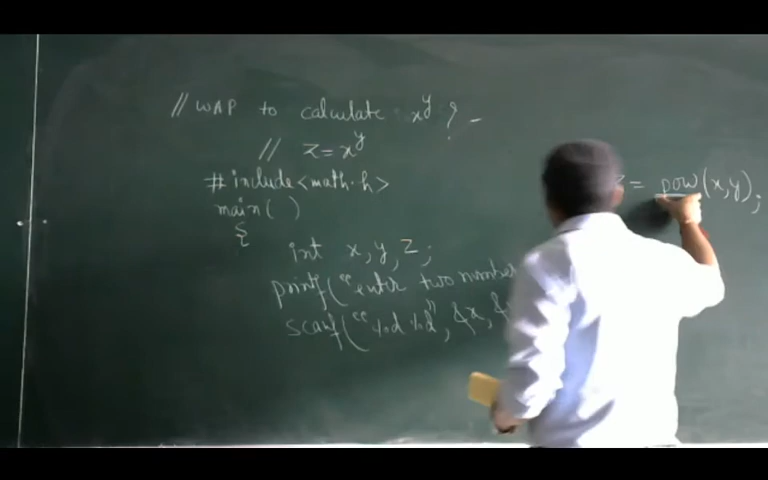 // WAP to calculate x^y ? -
// z = x^y
#include<math.h>
main( )
{
int x, y, z;
printf("enter two number
scanf("%d %d", &x, &
z = pow(x,y);